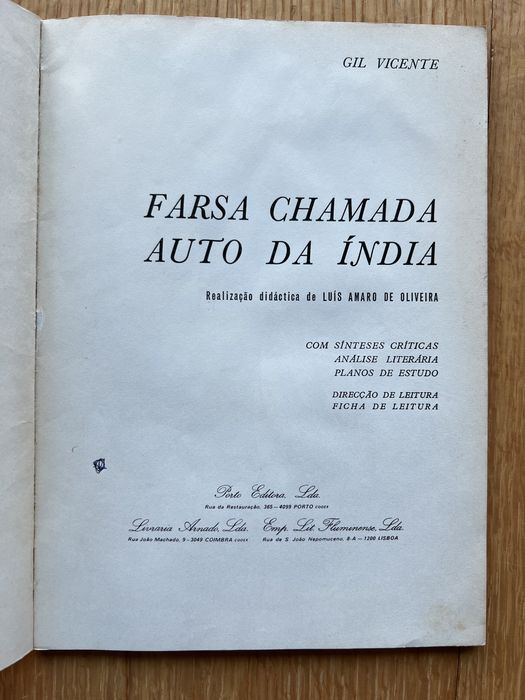 GIL VICENTE
FARSA CHAMADA
AUTO DA ÍNDIA
Realização didáctica de LUÍS AMARO DE OLIVEIRA
COM SÍNTESES CRÍTICAS
ANÁLISE LITERÁRIA
PLANOS DE ESTUDO
DIRECÇÃO DE LEITURA
FICHA DE LEITURA
Porto Editora, Lda.
Rua da Restauração, 365 — 4099 PORTO CODEX
Livraria Arnado, Lda. Emp. Lit. Fluminense, Lda.
Rua João Machado, 9 - 3049 COIMBRA CODEX Rua de S. João Nepomuceno, 8-A — 1200 LISBOA